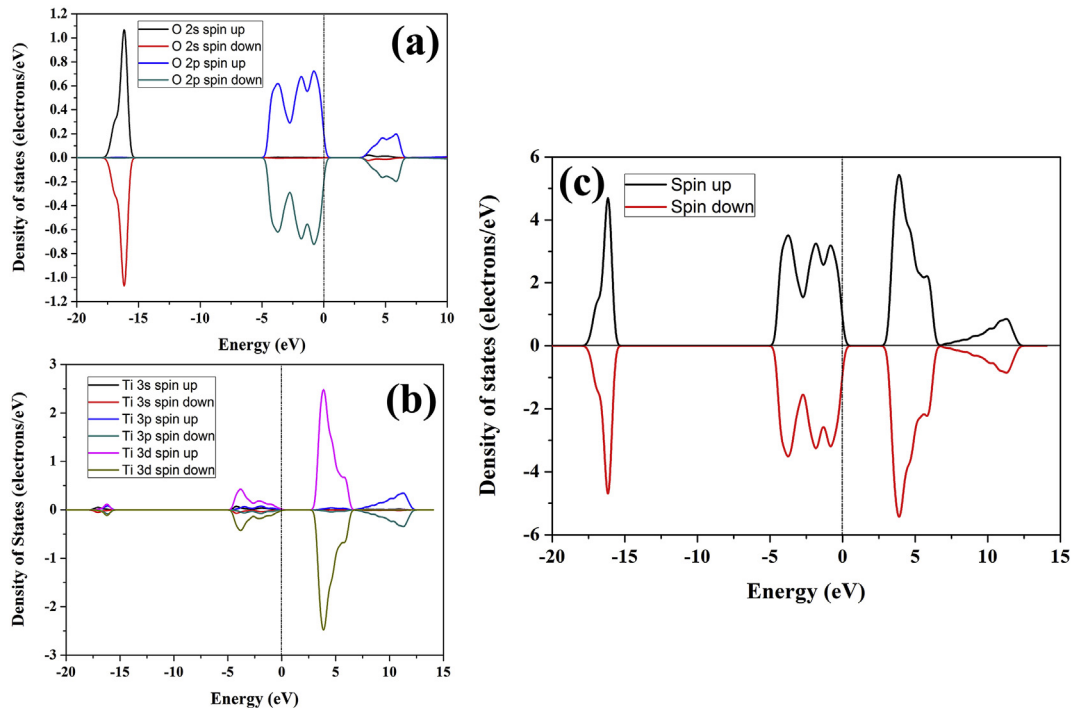 (a)
O 2s spin up
O 2s spin down
O 2p spin up
O 2p spin down
Density of states (electrons/eV)
1.2
1.0
0.8
0.6
0.4
0.2
0.0
-0.2
-0.4
-0.6
-0.8
-1.0
-1.2
-20 -15 -10 -5 0 5 10
Energy (eV)
(b)
Ti 3s spin up
Ti 3s spin down
Ti 3p spin up
Ti 3p spin down
Ti 3d spin up
Ti 3d spin down
Density of States (electrons/eV)
3
2
1
0
-1
-2
-3
-20 -15 -10 -5 0 5 10 15
Energy (eV)
(c)
Spin up
Spin down
Density of states (electrons/eV)
6
4
2
0
-2
-4
-6
-20 -15 -10 -5 0 5 10 15
Energy (eV)